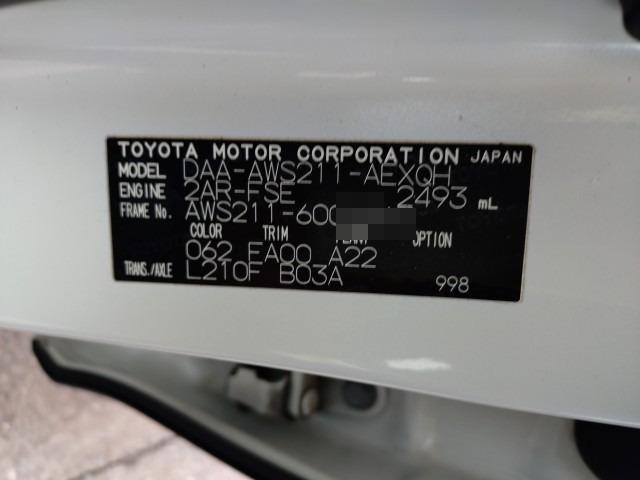 TOYOTA MOTOR CORPORATION JAPAN
MODEL DAA-AWS211-AEXQH
ENGINE 2AR-FSE 2493 mL
FRAME No. AWS211-600
COLOR TRIM OPTION
062 FA00 A22
TRANS./AXLE L210F B03A 998